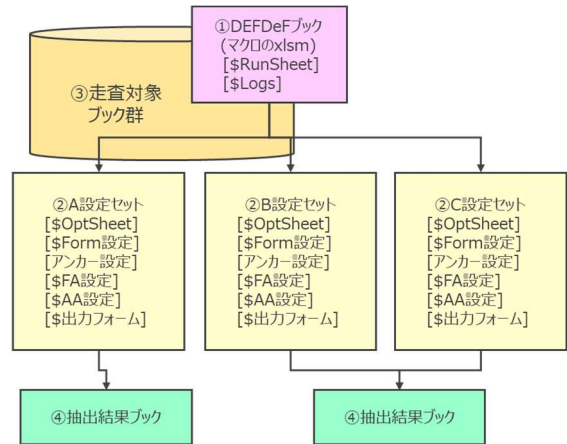 ①DEFDeFブック
(マクロのxlsm)
[$RunSheet]
[$Logs]
③走査対象
ブック群
②A設定セット
[$OptSheet]
[$Form設定]
[アンカー設定]
[$FA設定]
[$AA設定]
[$出力フォーム]
②B設定セット
[$OptSheet]
[$Form設定]
[アンカー設定]
[$FA設定]
[$AA設定]
[$出力フォーム]
②C設定セット
[$OptSheet]
[$Form設定]
[アンカー設定]
[$FA設定]
[$AA設定]
[$出力フォーム]
④抽出結果ブック
④抽出結果ブック